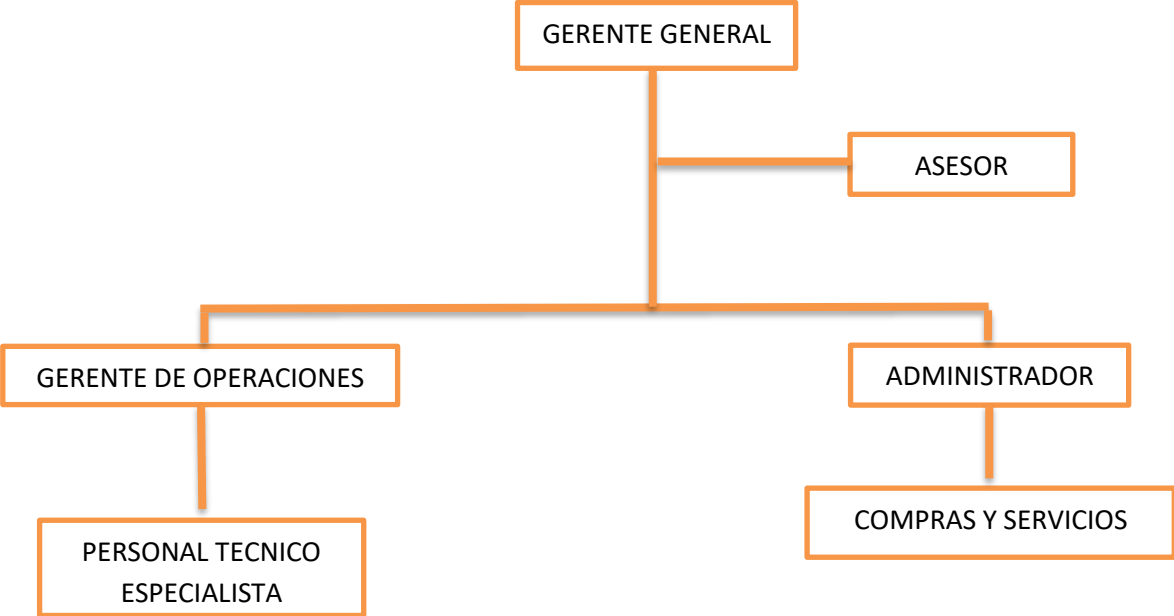 GERENTE GENERAL
ASESOR
GERENTE DE OPERACIONES
ADMINISTRADOR
PERSONAL TECNICO
ESPECIALISTA
COMPRAS Y SERVICIOS